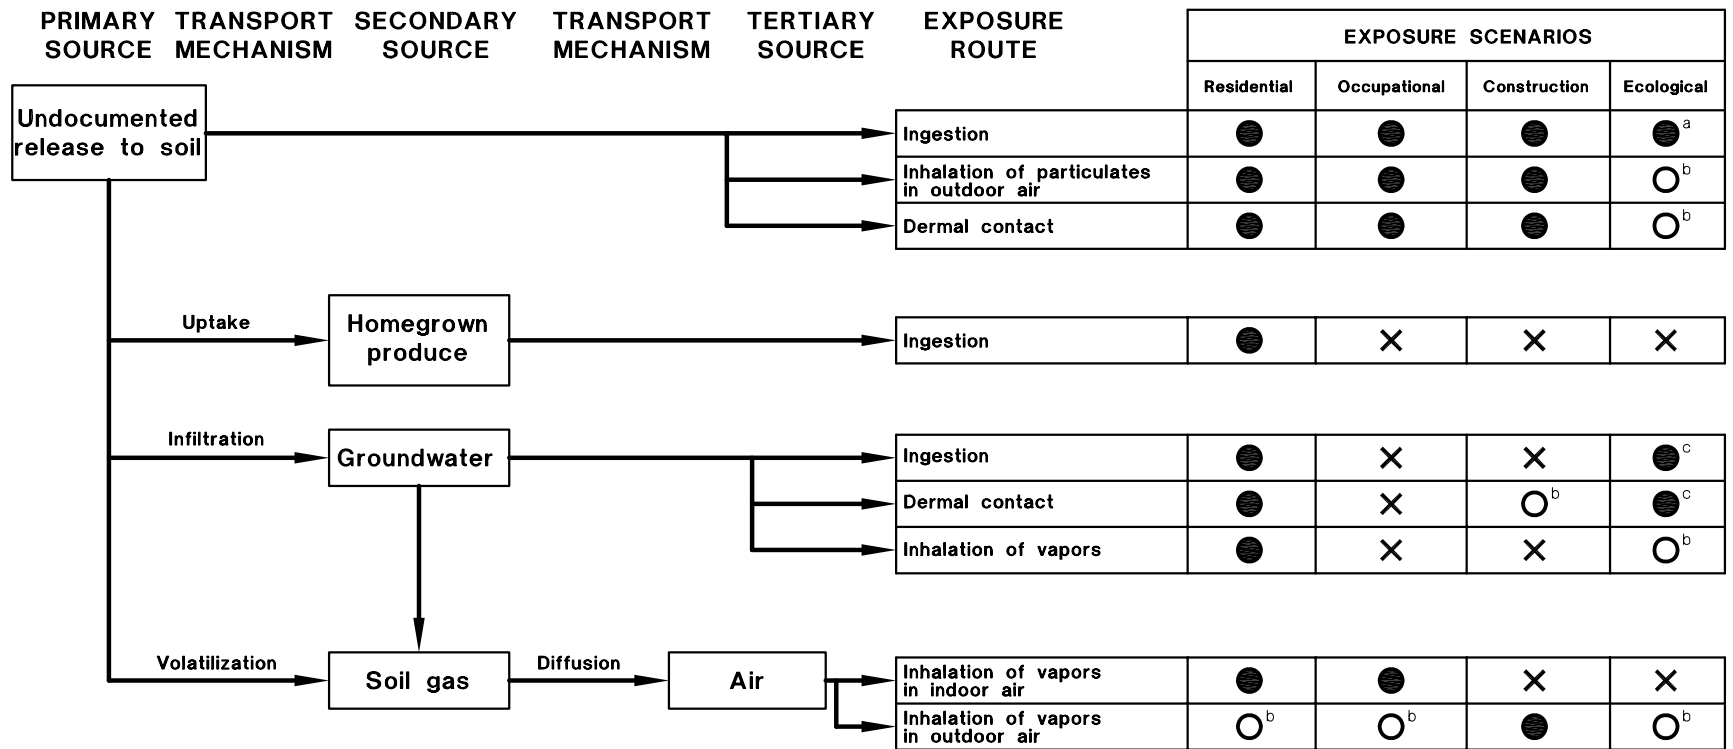 PRIMARY SOURCE
TRANSPORT MECHANISM
SECONDARY SOURCE
TRANSPORT MECHANISM
TERTIARY SOURCE
EXPOSURE ROUTE
EXPOSURE SCENARIOS
Residential Occupational Construction Ecological
Undocumented
release to soil
Ingestion
a
Inhalation of particulates
in outdoor air
b
Dermal contact
b
Uptake
Homegrown
produce
Ingestion
Infiltration
Groundwater
Ingestion
c
Dermal contact
b c
Inhalation of vapors
b
Volatilization
Soil gas
Diffusion
Air
Inhalation of vapors
in indoor air
Inhalation of vapors
in outdoor air
b b b